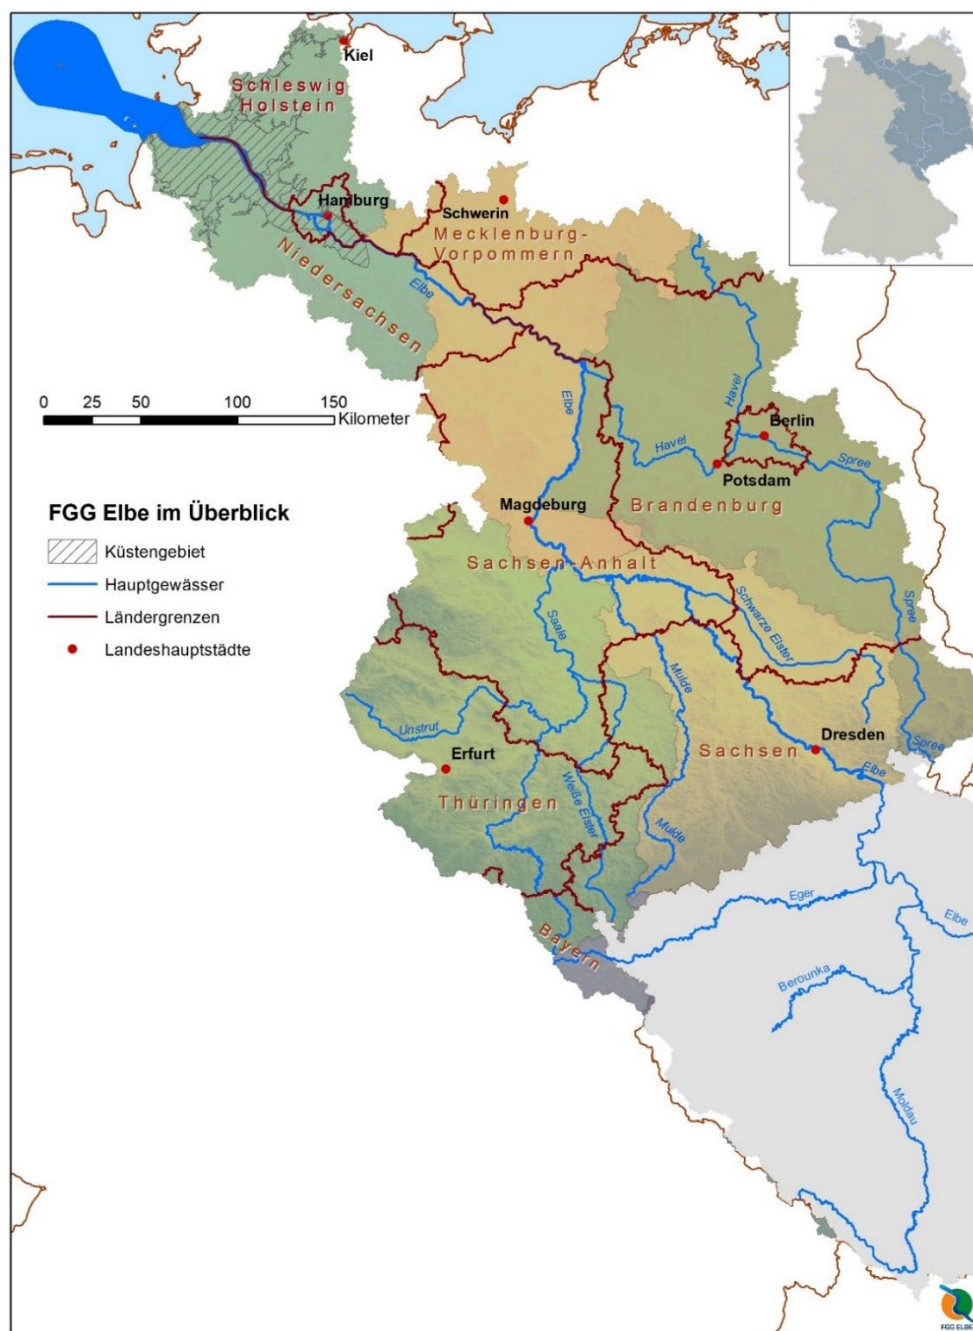 Kiel
Schleswig
Holstein
Hamburg
Schwerin
Mecklenburg-
Vorpommern
Niedersachsen
Elbe
Elbe
Havel
Havel
Berlin
Spree
Potsdam
Brandenburg
0 25 50 100 150
Kilometer
FGG Elbe im Überblick
Küstengebiet
Hauptgewässer
Ländergrenzen
Landeshauptstädte
Magdeburg
Sachsen-Anhalt
Saale
Schwarze Elster
Spree
Mulde
Unstrut
Dresden
Sachsen
Spree
Elbe
Erfurt
Thüringen
Weiße Elster
Mulde
Eger
Elbe
Bayern
Berounka
Moldau
FGG ELBE